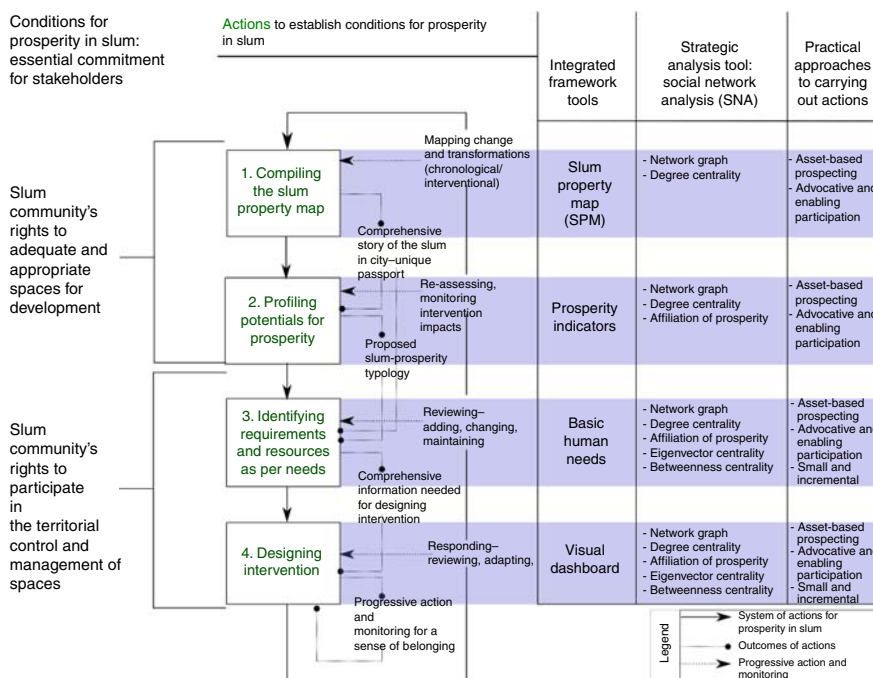 Conditions for
prosperity in slum:
essential commitment
for stakeholders
Actions to establish conditions for prosperity
in slum
Integrated
framework
tools
Strategic
analysis tool:
social network
analysis (SNA)
Practical
approaches
to carrying
out actions
Slum
community's
rights to
adequate and
appropriate
spaces for
development
1. Compiling
the slum
property map
Mapping change
and transformations
(chronological/
interventional)
Comprehensive
story of the slum
in city–unique
passport
Slum
property
map
(SPM)
- Network graph
- Degree centrality
- Asset-based
prospecting
- Advocative and
enabling
participation
2. Profiling
potentials for
prosperity
Re-assessing,
monitoring
intervention
impacts
Proposed
slum-prosperity
typology
Prosperity
indicators
- Network graph
- Degree centrality
- Affiliation of prosperity
- Asset-based
prospecting
- Advocative and
enabling
participation
Slum
community's
rights to
participate
in
the territorial
control and
management of
spaces
3. Identifying
requirements
and resources
as per needs
Reviewing–
adding, changing,
maintaining
Comprehensive
information needed
for designing
intervention
Basic
human
needs
- Network graph
- Degree centrality
- Affiliation of prosperity
- Eigenvector centrality
- Betweenness centrality
- Asset-based
prospecting
- Advocative and
enabling
participation
- Small and
incremental
4. Designing
intervention
Responding–
reviewing, adapting,
Progressive action
and
monitoring for a
sense of belonging
Visual
dashboard
- Network graph
- Degree centrality
- Affiliation of prosperity
- Eigenvector centrality
- Betweenness centrality
- Asset-based
prospecting
- Advocative and
enabling
participation
- Small and
incremental
Legend
System of actions for
prosperity in slum
Outcomes of actions
Progressive action and
monitoring